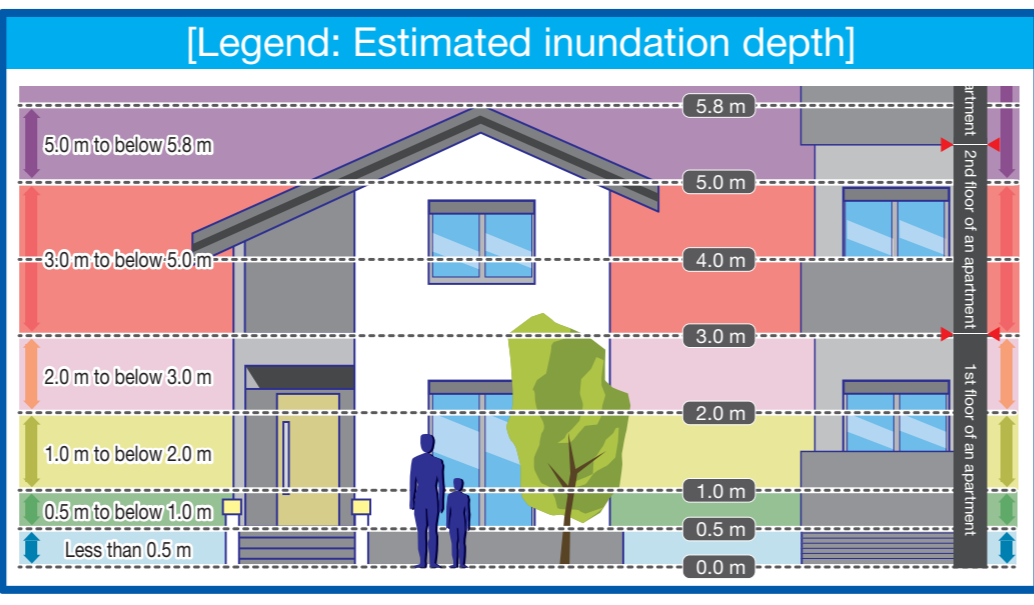 [Legend: Estimated inundation depth]
5.8 m
5.0 m to below 5.8 m
5.0 m
3.0 m to below 5.0 m
4.0 m
3.0 m
2.0 m to below 3.0 m
2.0 m
1.0 m to below 2.0 m
1.0 m
0.5 m to below 1.0 m
0.5 m
Less than 0.5 m
0.0 m
2nd floor of an apartment
1st floor of an apartment